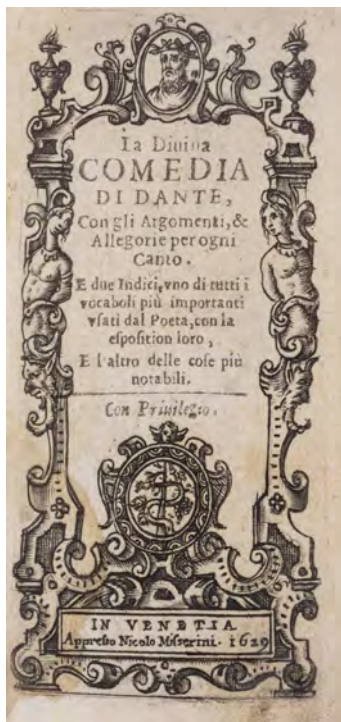 La Diuina
COMEDIA
DI DANTE,
Con gli Argomenti, &
Allegorie per ogni
Canto.
E due Indici, vno di tutti i
vocaboli più importanti
vſati dal Poeta, con la
eſpoſition loro,
E l'altro delle coſe più
notabili.
Con Priuilegio.
IN VENETIA
Appreſſo Nicolo Miſſerini. 1629